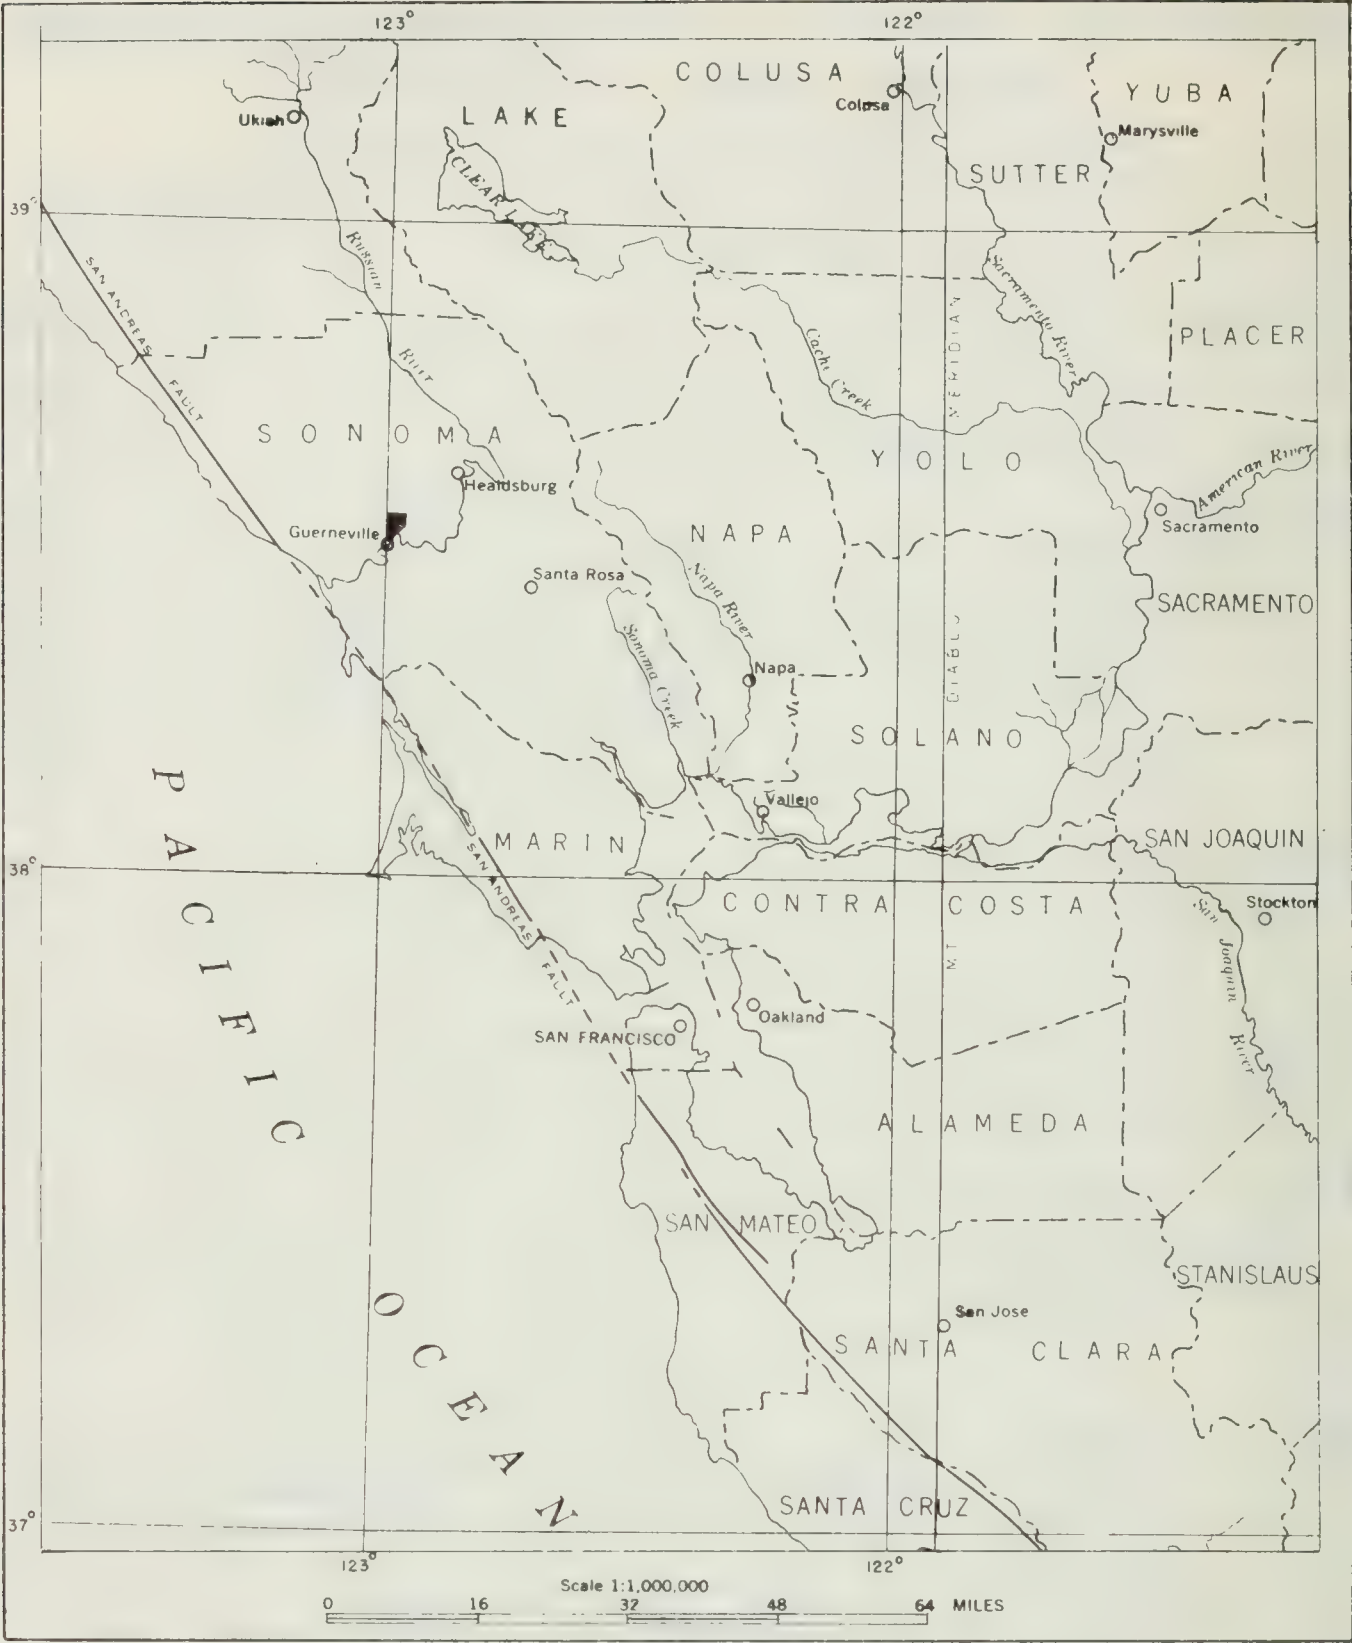 123° 122°
COLUSA
Colusa
YUBA
Ukiah
LAKE
Marysville
CLEAR LAKE
SUTTER
39°
Russian
SAN ANDREAS
Sacramento River
MERIDIAN
PLACER
Cache Creek
River
FAULT
SONOMA
YOLO
American River
Healdsburg
Sacramento
Guerneville
NAPA
Santa Rosa
Napa River
SACRAMENTO
Sonoma Creek
DIABLO
Napa
SOLANO
PACIFIC
Vallejo
MARIN
SAN JOAQUIN
38°
SAN ANDREAS
CONTRA COSTA
Stockton
San Joaquin River
MT
FAULT
Oakland
SAN FRANCISCO
ALAMEDA
SAN MATEO
STANISLAUS
OCEAN
San Jose
SANTA CLARA
SANTA CRUZ
37°
123° 122°
Scale 1:1,000,000
0 16 32 48 64 MILES